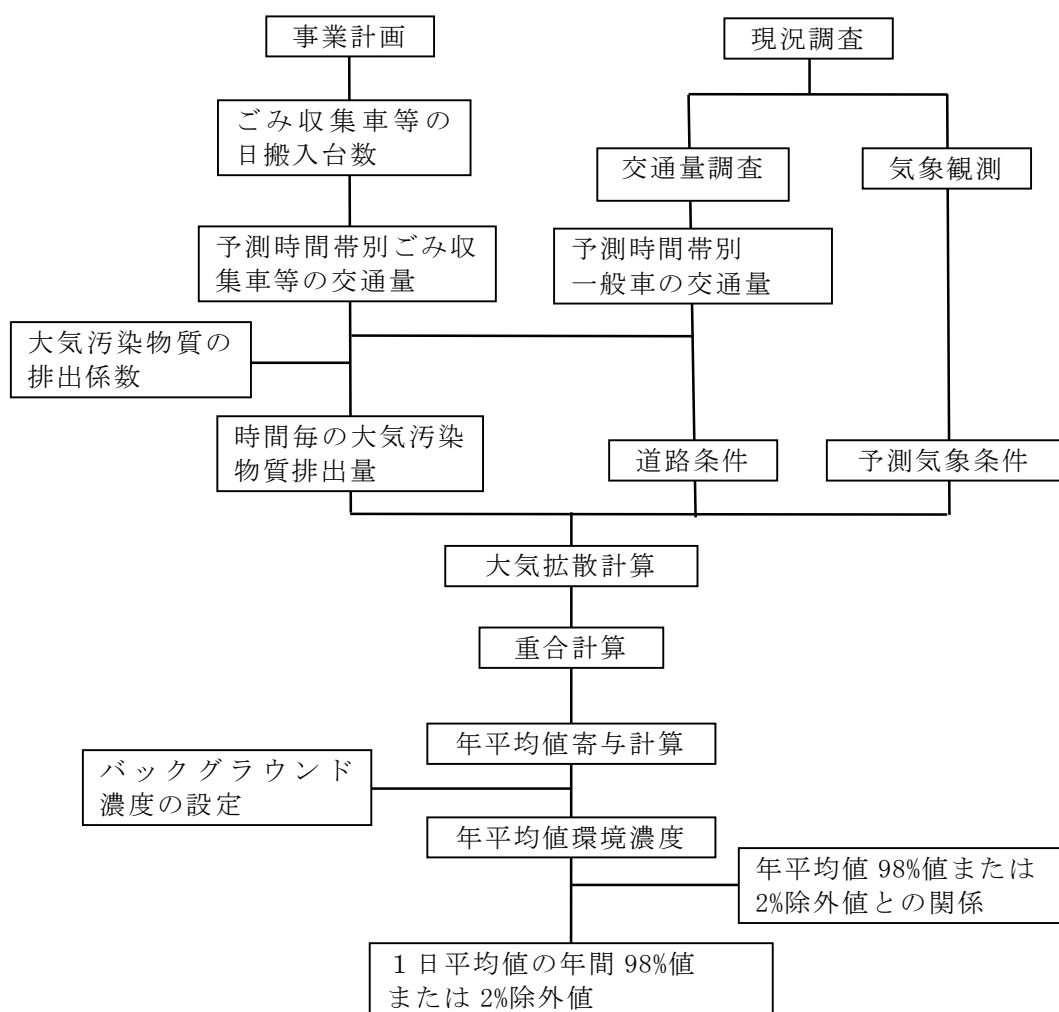 事業計画
現況調査
ごみ収集車等の
日搬入台数
交通量調査
気象観測
予測時間帯別ごみ収
集車等の交通量
予測時間帯別
一般車の交通量
大気汚染物質の
排出係数
時間毎の大気汚染
物質排出量
道路条件
予測気象条件
大気拡散計算
重合計算
年平均値寄与計算
バックグラウンド
濃度の設定
年平均値環境濃度
年平均値 98%値または
2%除外値との関係
１日平均値の年間 98%値
または 2%除外値